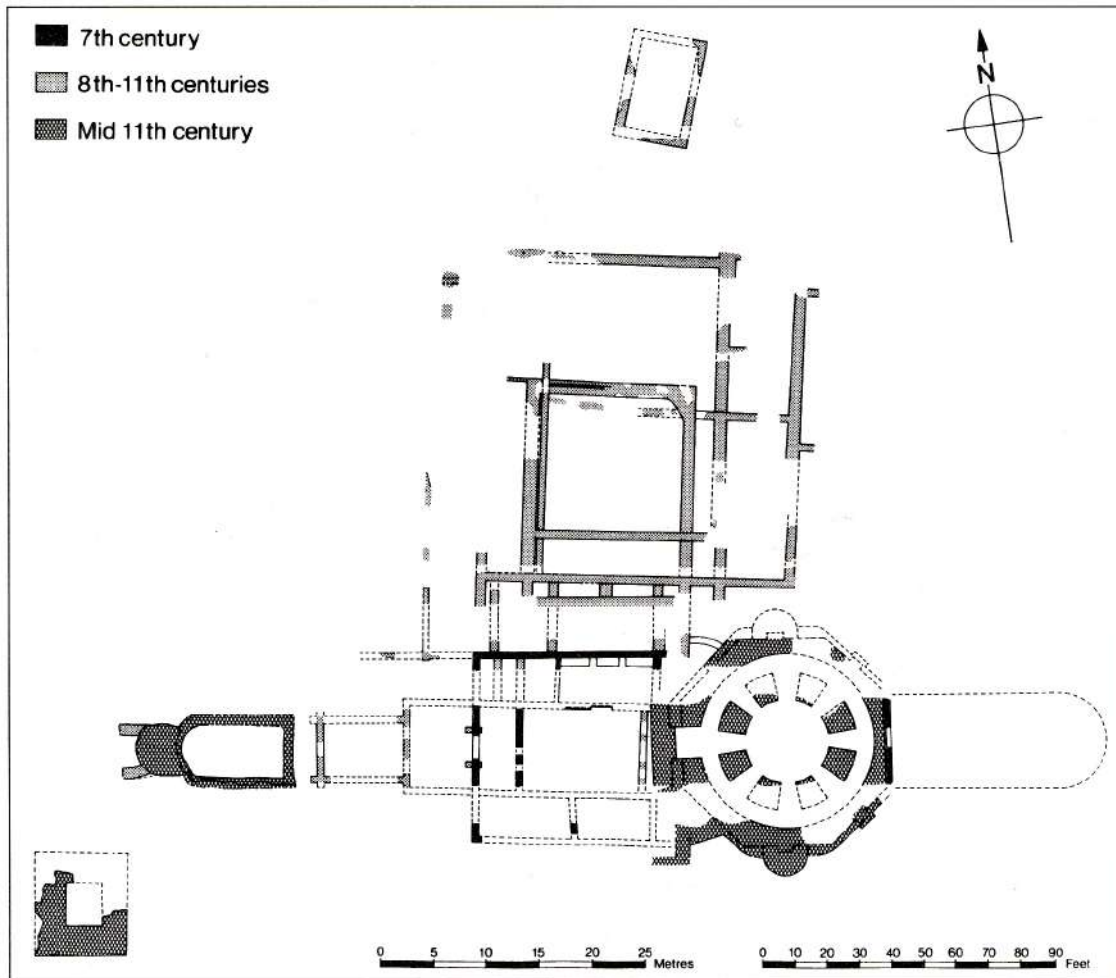 7th century
8th-11th centuries
Mid 11th century
N
0 5 10 15 20 25 Metres
0 10 20 30 40 50 60 70 80 90 Feet